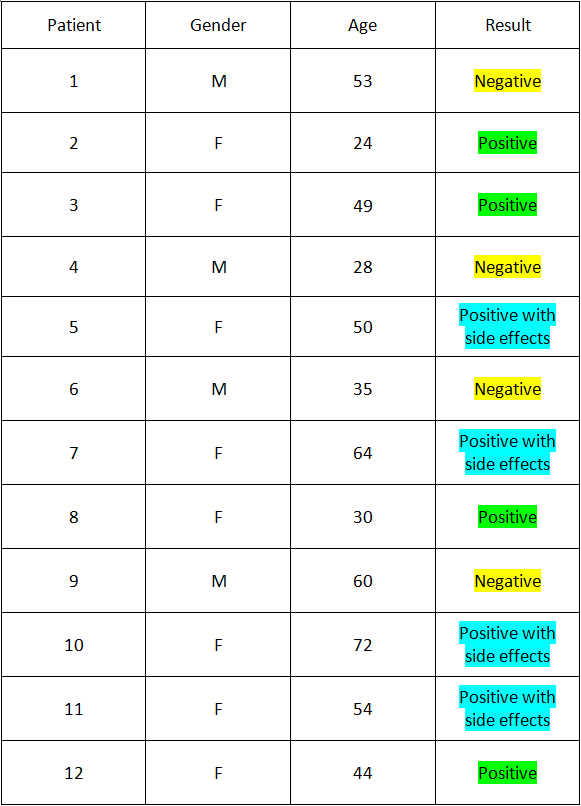 Patient Gender Age Result
1 M 53 Negative
2 F 24 Positive
3 F 49 Positive
4 M 28 Negative
5 F 50 Positive with
side effects
6 M 35 Negative
7 F 64 Positive with
side effects
8 F 30 Positive
9 M 60 Negative
10 F 72 Positive with
side effects
11 F 54 Positive with
side effects
12 F 44 Positive